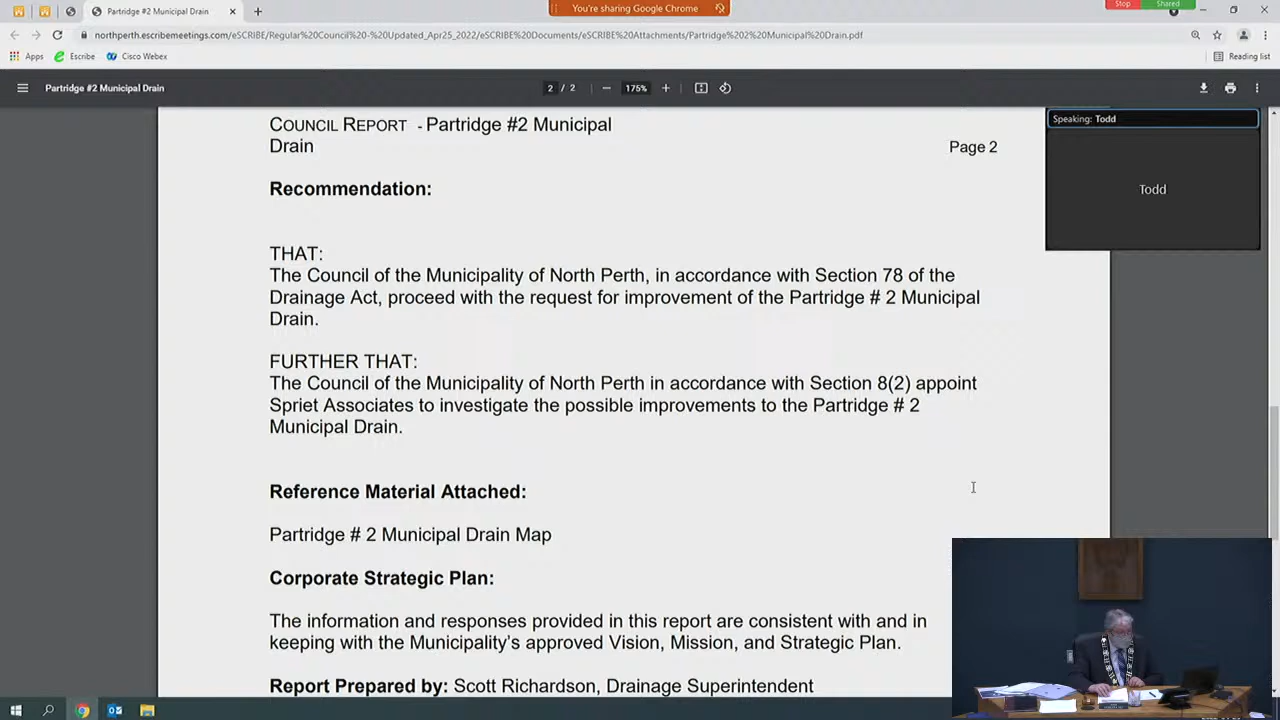 Partridge #2 Municipal Drain
You're sharing Google Chrome
Stop
Shared
northperth.escribemeetings.com/eSCRIBE/Regular%20Council%20-%20Updated_Apr25_2022/eSCRIBE%20Documents/eSCRIBE%20Attachments/Partridge%202%20Municipal%20Drain.pdf
Apps
Escribe
Cisco Webex
Reading list
Partridge #2 Municipal Drain
2 / 2
175%
COUNCIL REPORT - Partridge #2 Municipal
Drain
Page 2
Speaking: Todd
Todd
Recommendation:
THAT:
The Council of the Municipality of North Perth, in accordance with Section 78 of the
Drainage Act, proceed with the request for improvement of the Partridge # 2 Municipal
Drain.
FURTHER THAT:
The Council of the Municipality of North Perth in accordance with Section 8(2) appoint
Spriet Associates to investigate the possible improvements to the Partridge # 2
Municipal Drain.
Reference Material Attached:
Partridge # 2 Municipal Drain Map
Corporate Strategic Plan:
The information and responses provided in this report are consistent with and in
keeping with the Municipality's approved Vision, Mission, and Strategic Plan.
Report Prepared by: Scott Richardson, Drainage Superintendent